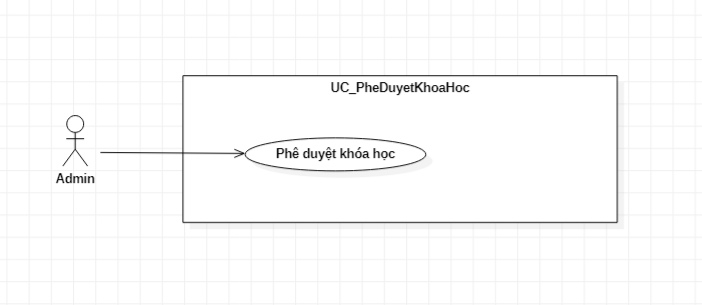 UC_PheDuyetKhoaHoc
Phê duyệt khóa học
Admin